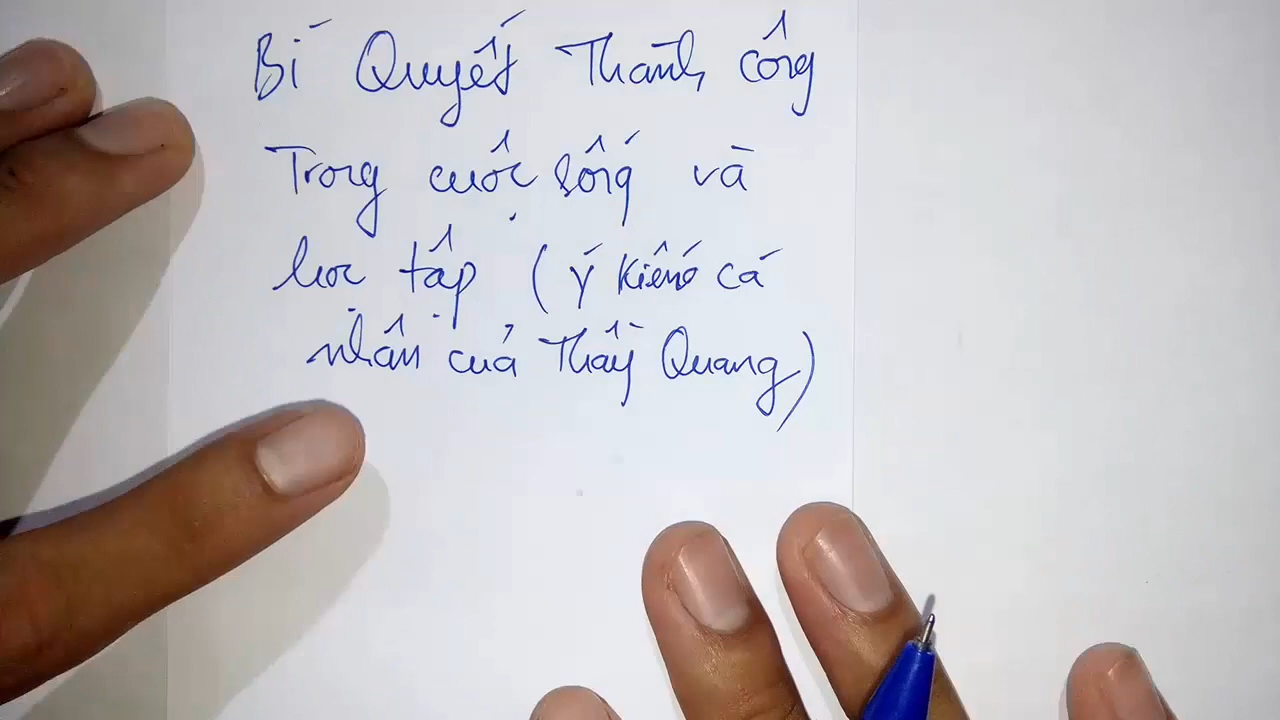 Bí Quyết Thành công
Trong cuộc sống và
học tập (ý kiến cá
nhân của Thầy Quang)